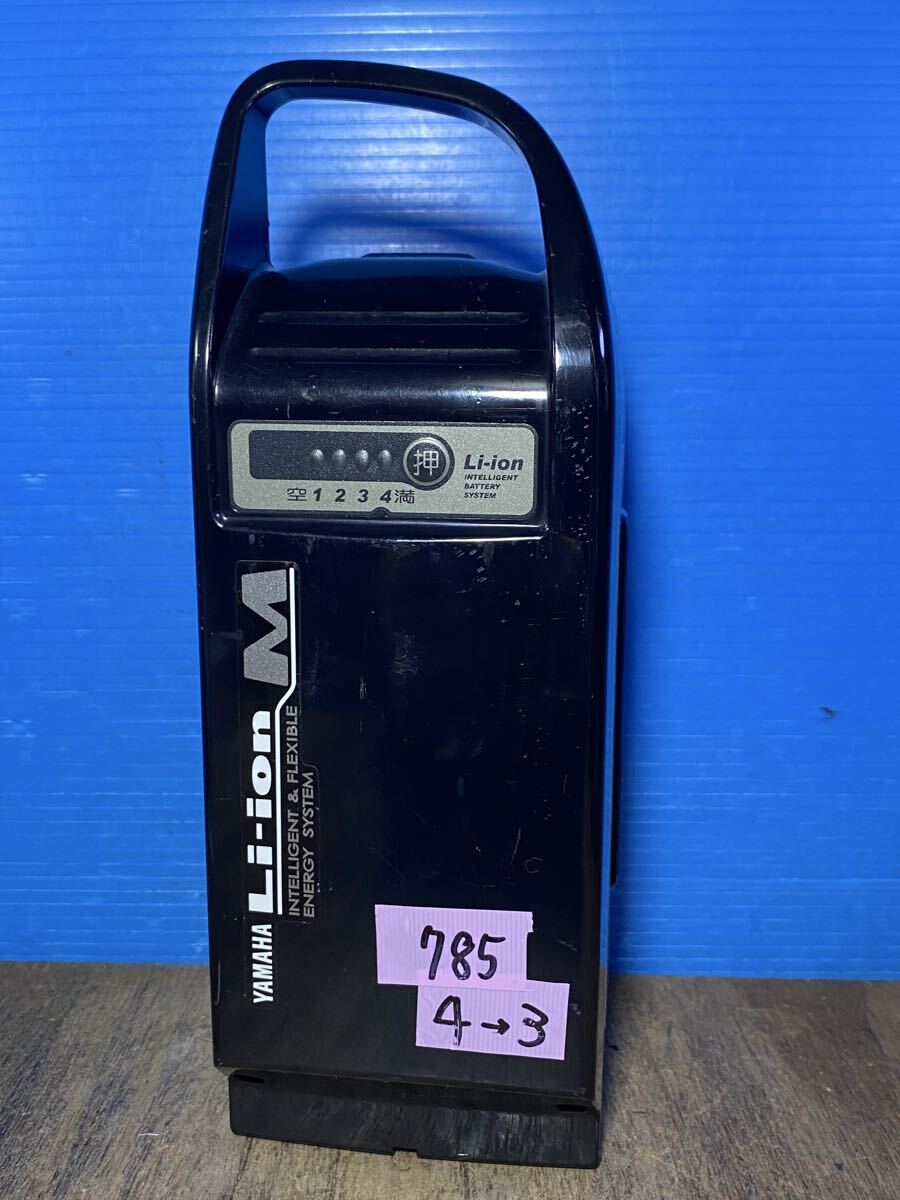 押
Li-ion
INTELLIGENT
BATTERY
SYSTEM
空 1 2 3 4 満
YAMAHA Li-ion M
INTELLIGENT & FLEXIBLE
ENERGY SYSTEM
785
4→3